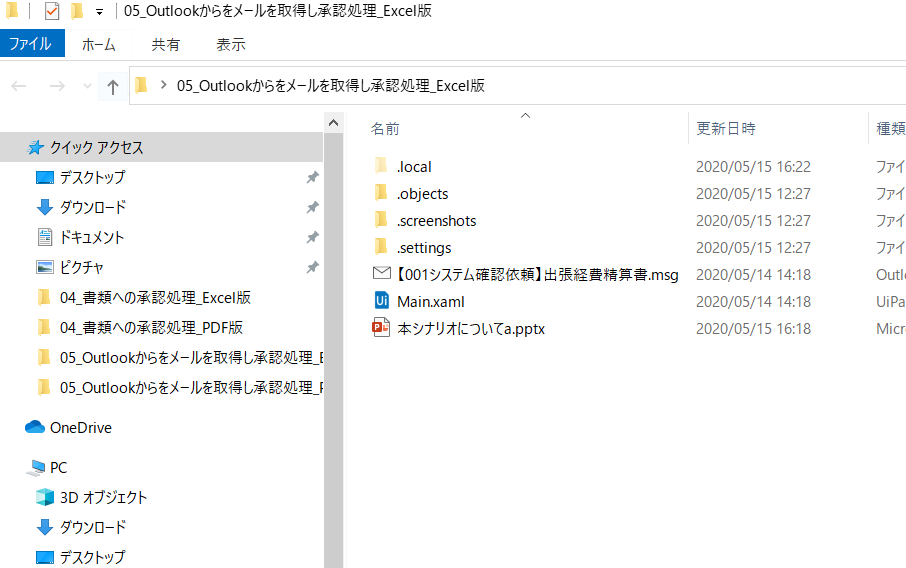 05_Outlookからをメールを取得し承認処理_Excel版
ファイル ホーム 共有 表示
05_Outlookからをメールを取得し承認処理_Excel版
クイック アクセス
デスクトップ
ダウンロード
ドキュメント
ピクチャ
04_書類への承認処理_Excel版
04_書類への承認処理_PDF版
05_Outlookからをメールを取得し承認処理_E
05_Outlookからをメールを取得し承認処理_
OneDrive
PC
3D オブジェクト
ダウンロード
デスクトップ
名前 更新日時 種類
.local 2020/05/15 16:22 ファイ
.objects 2020/05/15 12:27 ファイ
.screenshots 2020/05/15 12:27 ファイ
.settings 2020/05/15 12:27 ファイ
【001システム確認依頼】出張経費精算書.msg 2020/05/14 14:18 Outlo
Ui Main.xaml 2020/05/14 14:18 UiPa
P 本シナリオについてa.pptx 2020/05/15 16:18 Micr